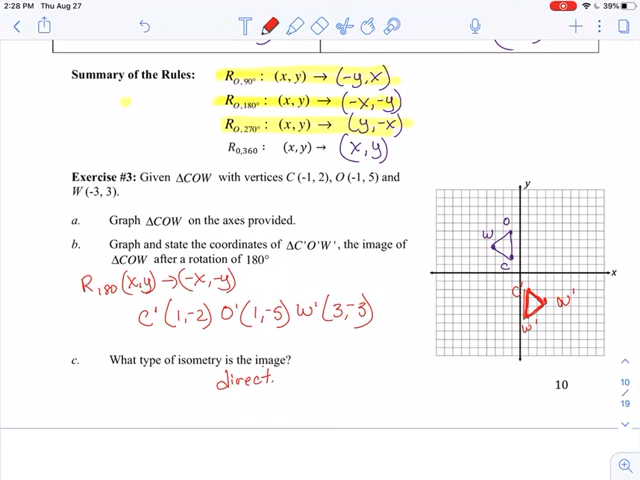 2:28 PM Thu Aug 27
39%
Summary of the Rules: R_{O,90°} : (x, y) → (-y, x)
R_{O,180°} : (x, y) → (-x, -y)
R_{O,270°} : (x, y) → (y, -x)
R_{0,360} : (x, y) → (x, y)
Exercise #3: Given ΔCOW with vertices C (-1, 2), O (-1, 5) and
W (-3, 3).
a. Graph ΔCOW on the axes provided.
b. Graph and state the coordinates of ΔC'O'W', the image of
ΔCOW after a rotation of 180°
R₁₈₀ (x,y) → (-x, -y)
C' (1, -2) O' (1, -5) W' (3, -3)
c. What type of isometry is the image?
direct.
y
x
O
W
C
C'
W'
10
10
/
19